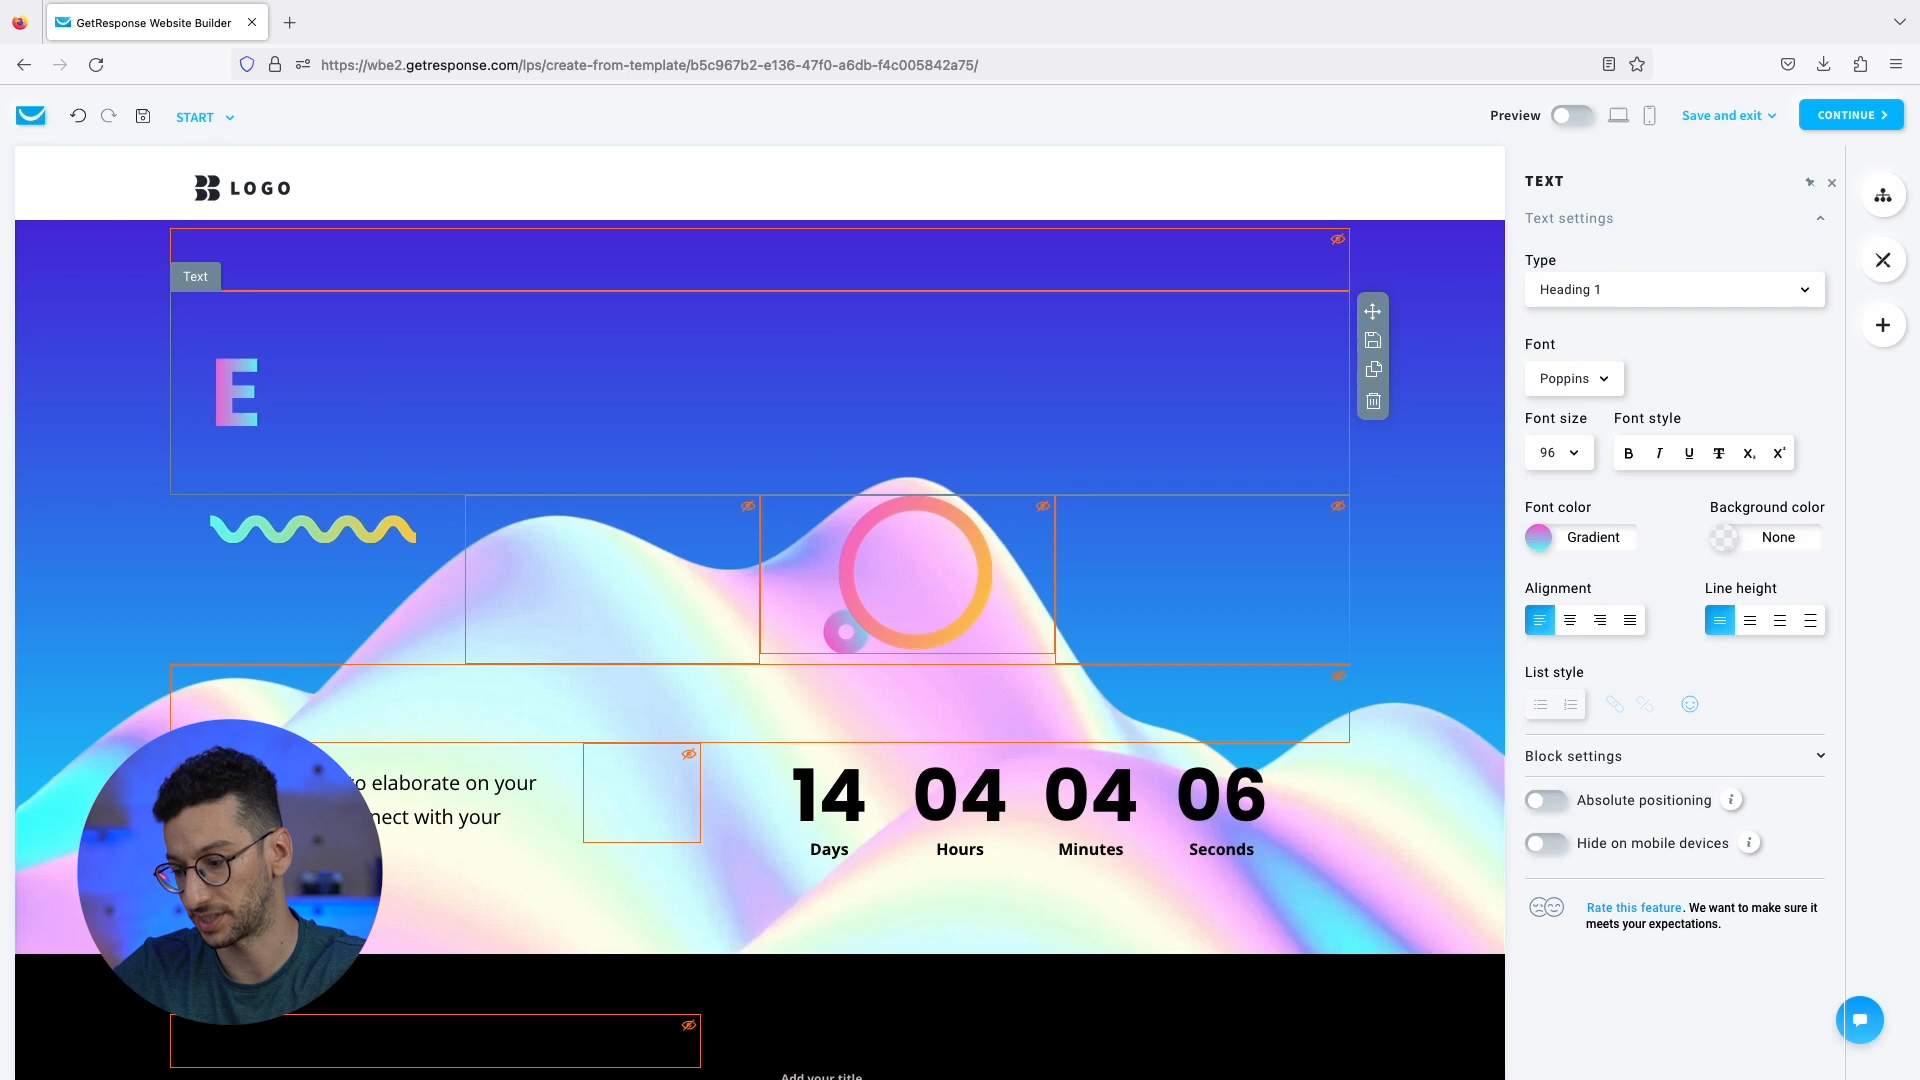 GetResponse Website Builder
https://wbe2.getresponse.com/lps/create-from-template/b5c967b2-e136-47f0-a6db-f4c005842a75/
START
Preview
Save and exit
CONTINUE
LOGO
Text
E
to elaborate on your
nect with your
14 04 04 06
Days Hours Minutes Seconds
Add your title
TEXT
Text settings
Type
Heading 1
Font
Poppins
Font size Font style
96 B I U T X, X'
Font color Background color
Gradient None
Alignment Line height
List style
Block settings
Absolute positioning i
Hide on mobile devices i
Rate this feature. We want to make sure it
meets your expectations.